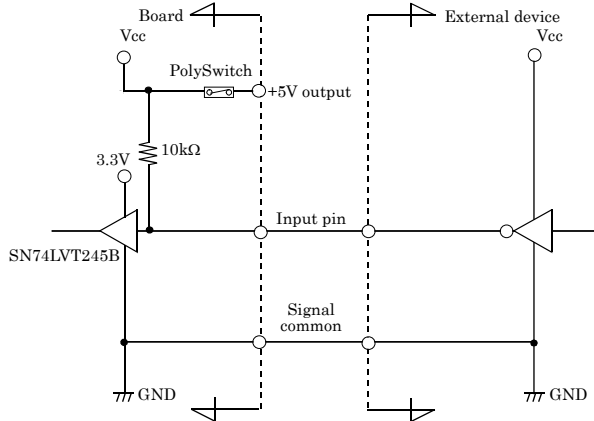 Board
External device
Vcc
Vcc
PolySwitch
+5V output
10kΩ
3.3V
Input pin
SN74LVT245B
Signal
common
GND
GND